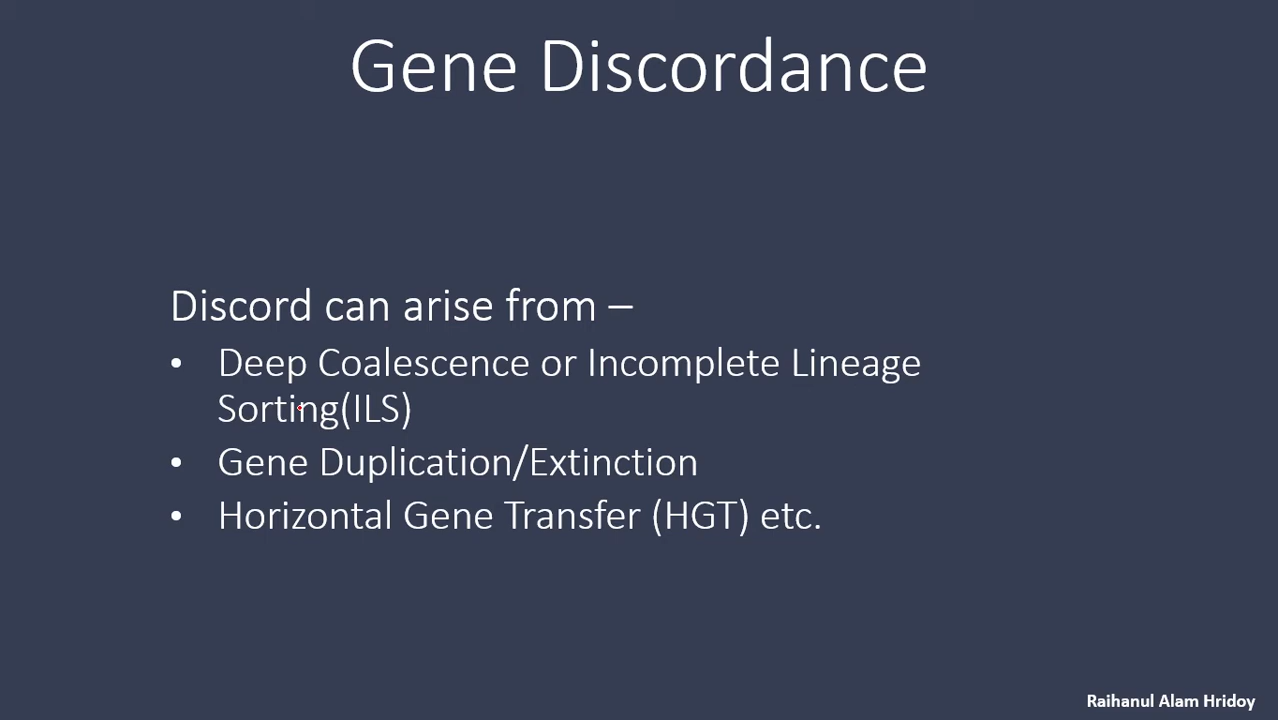 Gene Discordance
Discord can arise from –
• Deep Coalescence or Incomplete Lineage
Sorting(ILS)
• Gene Duplication/Extinction
• Horizontal Gene Transfer (HGT) etc.
Raihanul Alam Hridoy